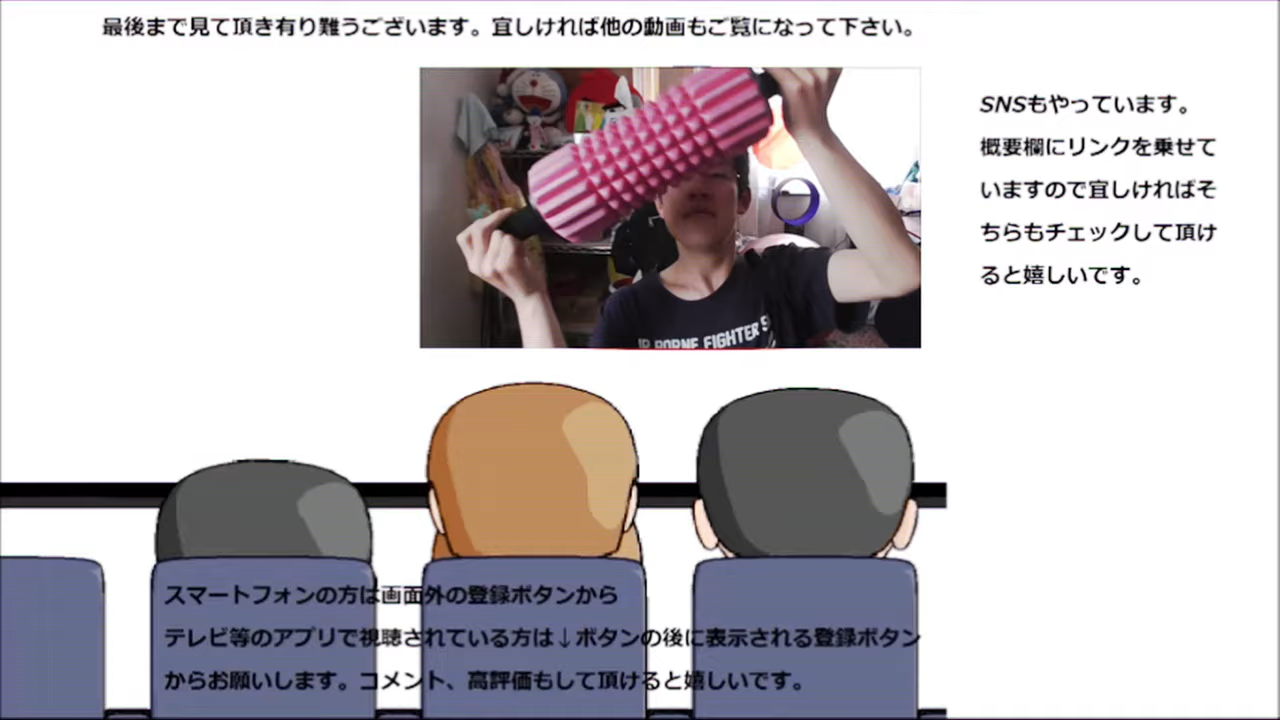 最後まで見て頂き有り難うございます。宜しければ他の動画もご覧になって下さい。
SNSもやっています。
概要欄にリンクを乗せて
いますので宜しければそ
ちらもチェックして頂け
ると嬉しいです。
FIGHTER
スマートフォンの方は画面外の登録ボタンから
テレビ等のアプリで視聴されている方は↓ボタンの後に表示される登録ボタン
からお願いします。コメント、高評価もして頂けると嬉しいです。